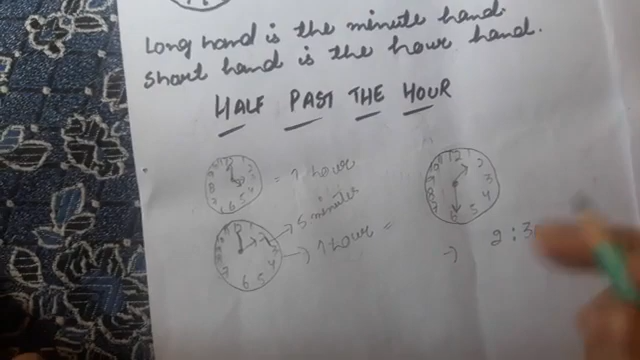 Long hand is the minute hand.
Short hand is the hour hand.
HALF PAST THE HOUR
= 1 hour
5 minutes
1 hour =
2:3